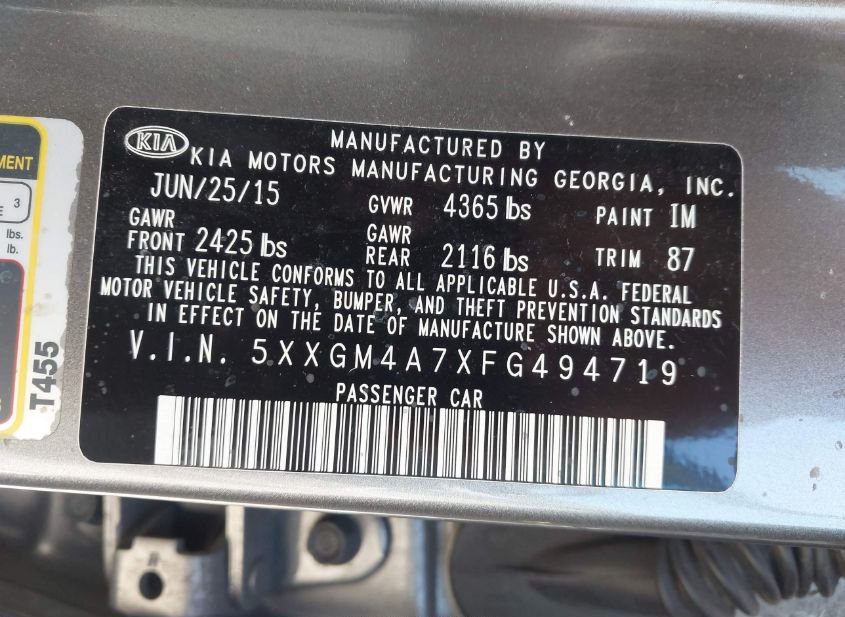 MENT
3
E
lbs.
lb.
T455
KIA
MANUFACTURED BY
KIA MOTORS MANUFACTURING GEORGIA, INC.
JUN/25/15 GVWR 4365 lbs PAINT IM
GAWR FRONT 2425 lbs GAWR REAR 2116 lbs TRIM 87
THIS VEHICLE CONFORMS TO ALL APPLICABLE U.S.A. FEDERAL
MOTOR VEHICLE SAFETY, BUMPER, AND THEFT PREVENTION STANDARDS
IN EFFECT ON THE DATE OF MANUFACTURE SHOWN ABOVE.
V.I.N. 5XXGM4A7XFG494719
PASSENGER CAR